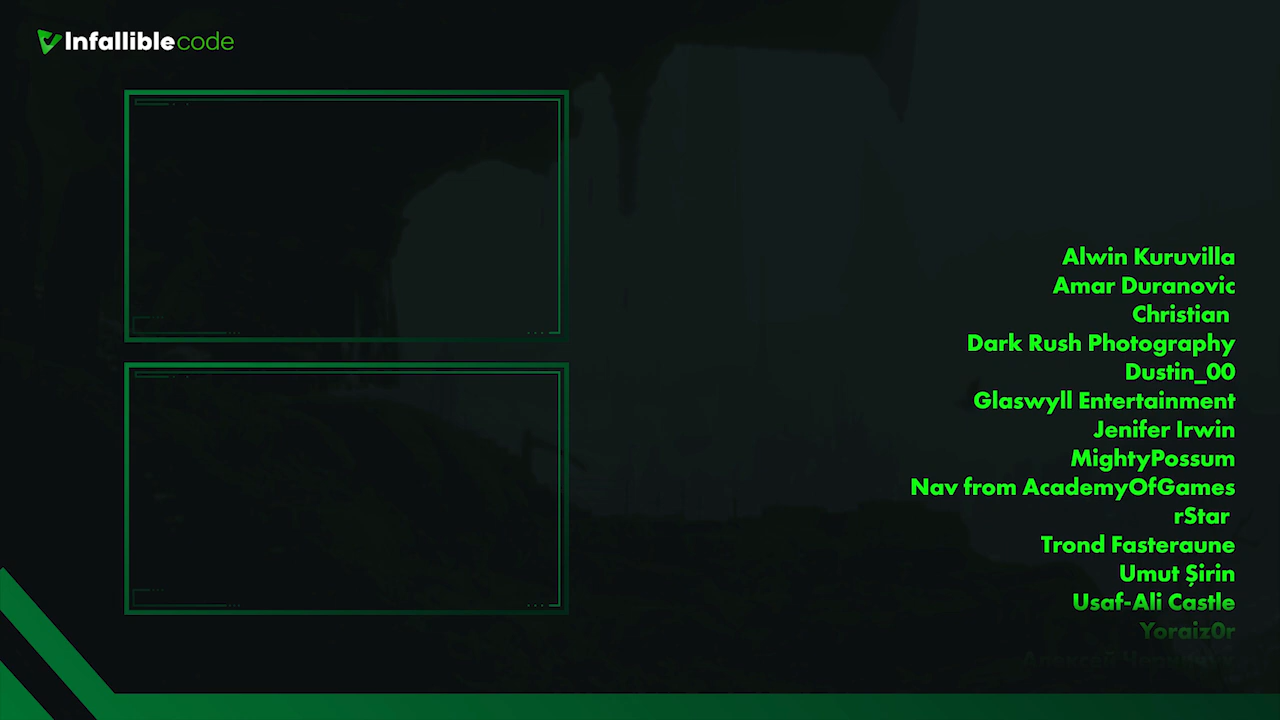 Infalliblecode
Alwin Kuruvilla
Amar Duranovic
Christian
Dark Rush Photography
Dustin_00
Glaswyll Entertainment
Jenifer Irwin
MightyPossum
Nav from AcademyOfGames
rStar
Trond Fasteraune
Umut Şirin
Usaf-Ali Castle
Yoraiz0r
Алексей